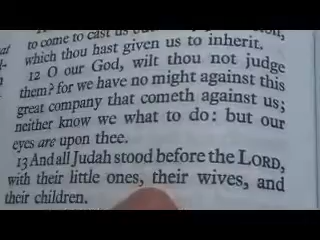 to come to cast us
which thou hast given us to inherit.
12 O our God, wilt thou not judge
them? for we have no might against this
great company that cometh against us;
neither know we what to do: but our
eyes are upon thee.
13 And all Judah stood before the LORD,
with their little ones, their wives, and
their children.